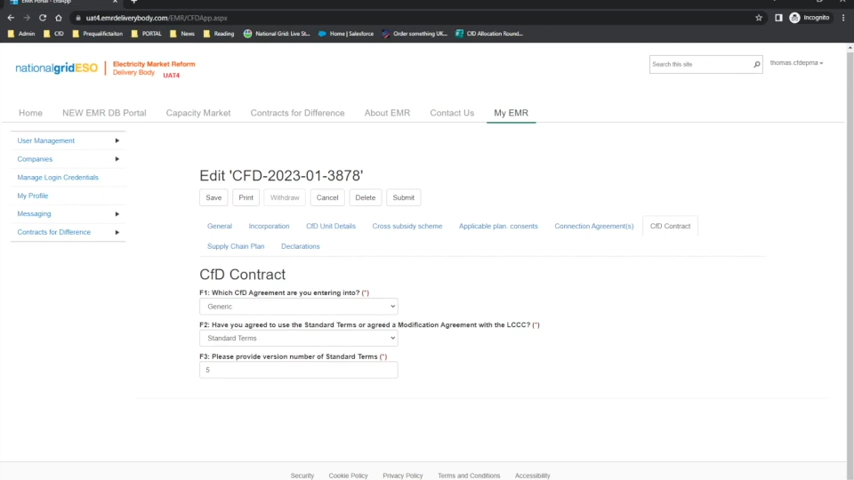 uat4.emrdeliverybody.com/EMR/CFDApp.aspx
Incognito
Admin CfD Prequalifictaiton PORTAL News Reading National Grid: Live St... Home | Salesforce Order something UK... CfD Allocation Round...
nationalgridESO
Electricity Market Reform
Delivery Body UAT4
Search this site
thomas.cfdepma
Home NEW EMR DB Portal Capacity Market Contracts for Difference About EMR Contact Us My EMR
User Management
Companies
Manage Login Credentials
My Profile
Messaging
Contracts for Difference
Edit 'CFD-2023-01-3878'
Save Print Withdraw Cancel Delete Submit
General Incorporation CfD Unit Details Cross subsidy scheme Applicable plan. consents Connection Agreement(s) CfD Contract
Supply Chain Plan Declarations
CfD Contract
F1: Which CfD Agreement are you entering into? (*)
Generic
F2: Have you agreed to use the Standard Terms or agreed a Modification Agreement with the LCCC? (*)
Standard Terms
F3: Please provide version number of Standard Terms (*)
5
Security Cookie Policy Privacy Policy Terms and Conditions Accessibility